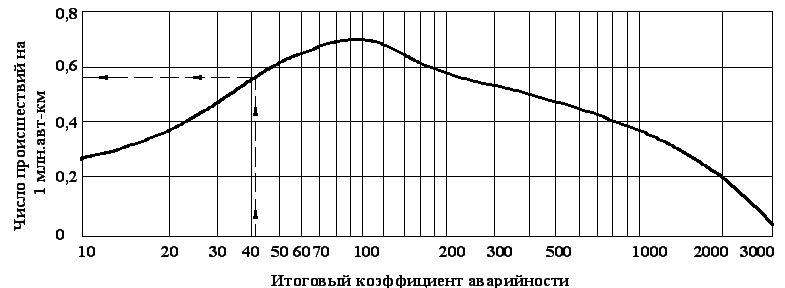 Число происшествий на
1 млн.авт-км
0,8
0,6
0,4
0,2
0
10 20 30 40 50 60 70 100 200 300 500 1000 2000 3000
Итоговый коэффициент аварийности